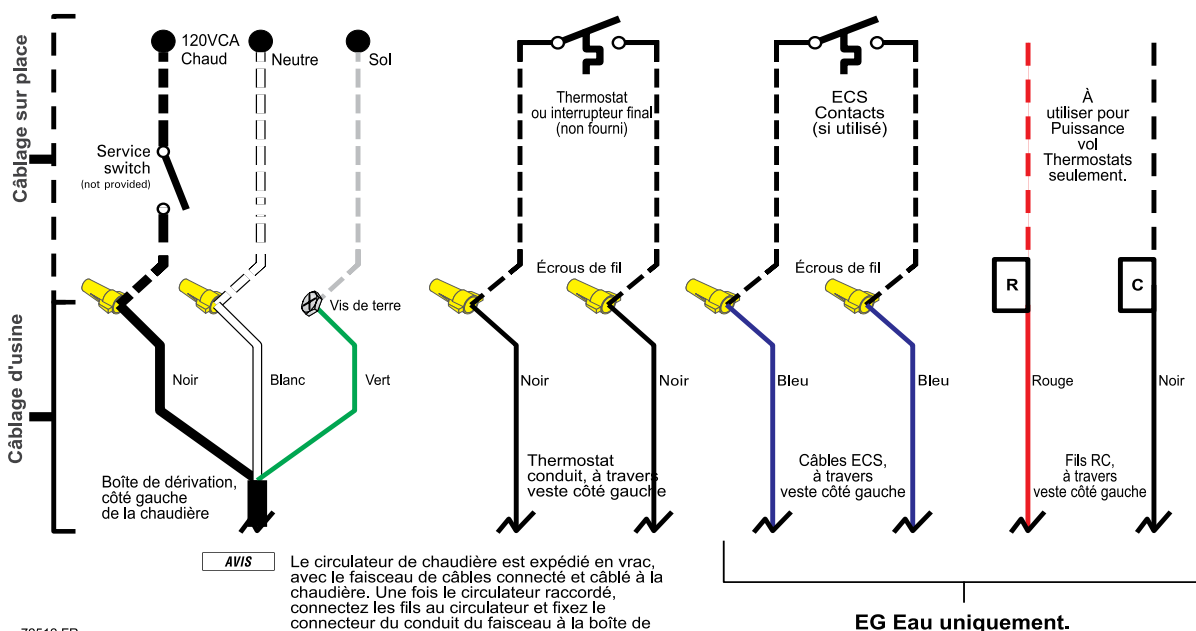 Câblage sur place
Câblage d'usine
120VCA
Chaud
Neutre
Sol
Service
switch
(not provided)
Thermostat
ou interrupteur final
(non fourni)
ECS
Contacts
(si utilisé)
À
utiliser pour
Puissance
vol
Thermostats
seulement.
Écrous de fil
Écrous de fil
R
C
Vis de terre
Noir
Blanc
Vert
Noir
Noir
Bleu
Bleu
Rouge
Noir
Boîte de dérivation,
côté gauche
de la chaudière
Thermostat
conduit, à travers
veste côté gauche
Câbles ECS,
à travers
veste côté gauche
Fils RC,
à travers
veste côté gauche
AVIS
Le circulateur de chaudière est expédié en vrac,
avec le faisceau de câbles connecté et câblé à la
chaudière. Une fois le circulateur raccordé,
connectez les fils au circulateur et fixez le
connecteur du conduit du faisceau à la boîte de
EG Eau uniquement.